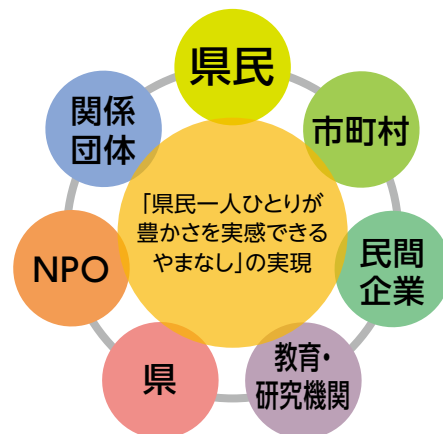 県民
市町村
民間
企業
教育・
研究機関
県
NPO
関係
団体
「県民一人ひとりが
豊かさを実感できる
やまなし」の実現